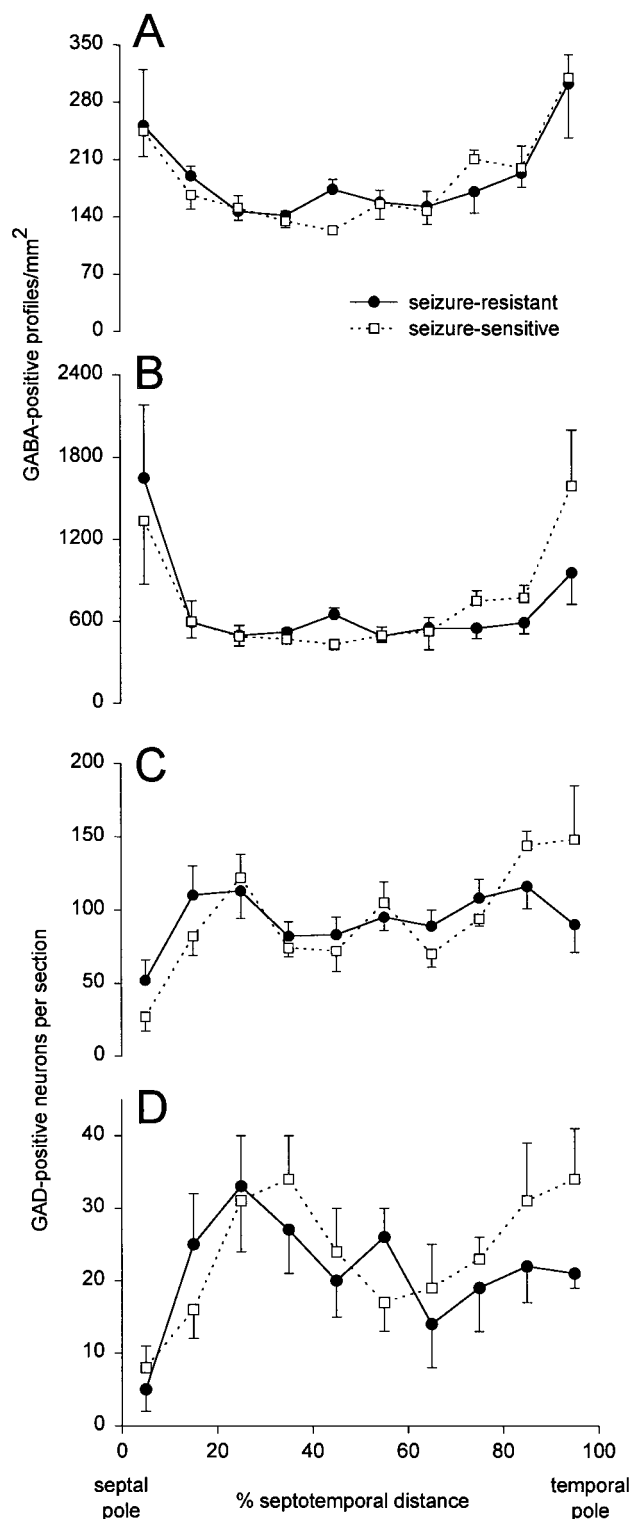 A
350
280
210
140
70
0
GABA-positive profiles/mm²
seizure-resistant
seizure-sensitive
B
2400
1800
1200
600
0
C
200
150
100
50
0
GAD-positive neurons per section
D
40
30
20
10
0
0 20 40 60 80 100
septal pole
% septotemporal distance
temporal pole